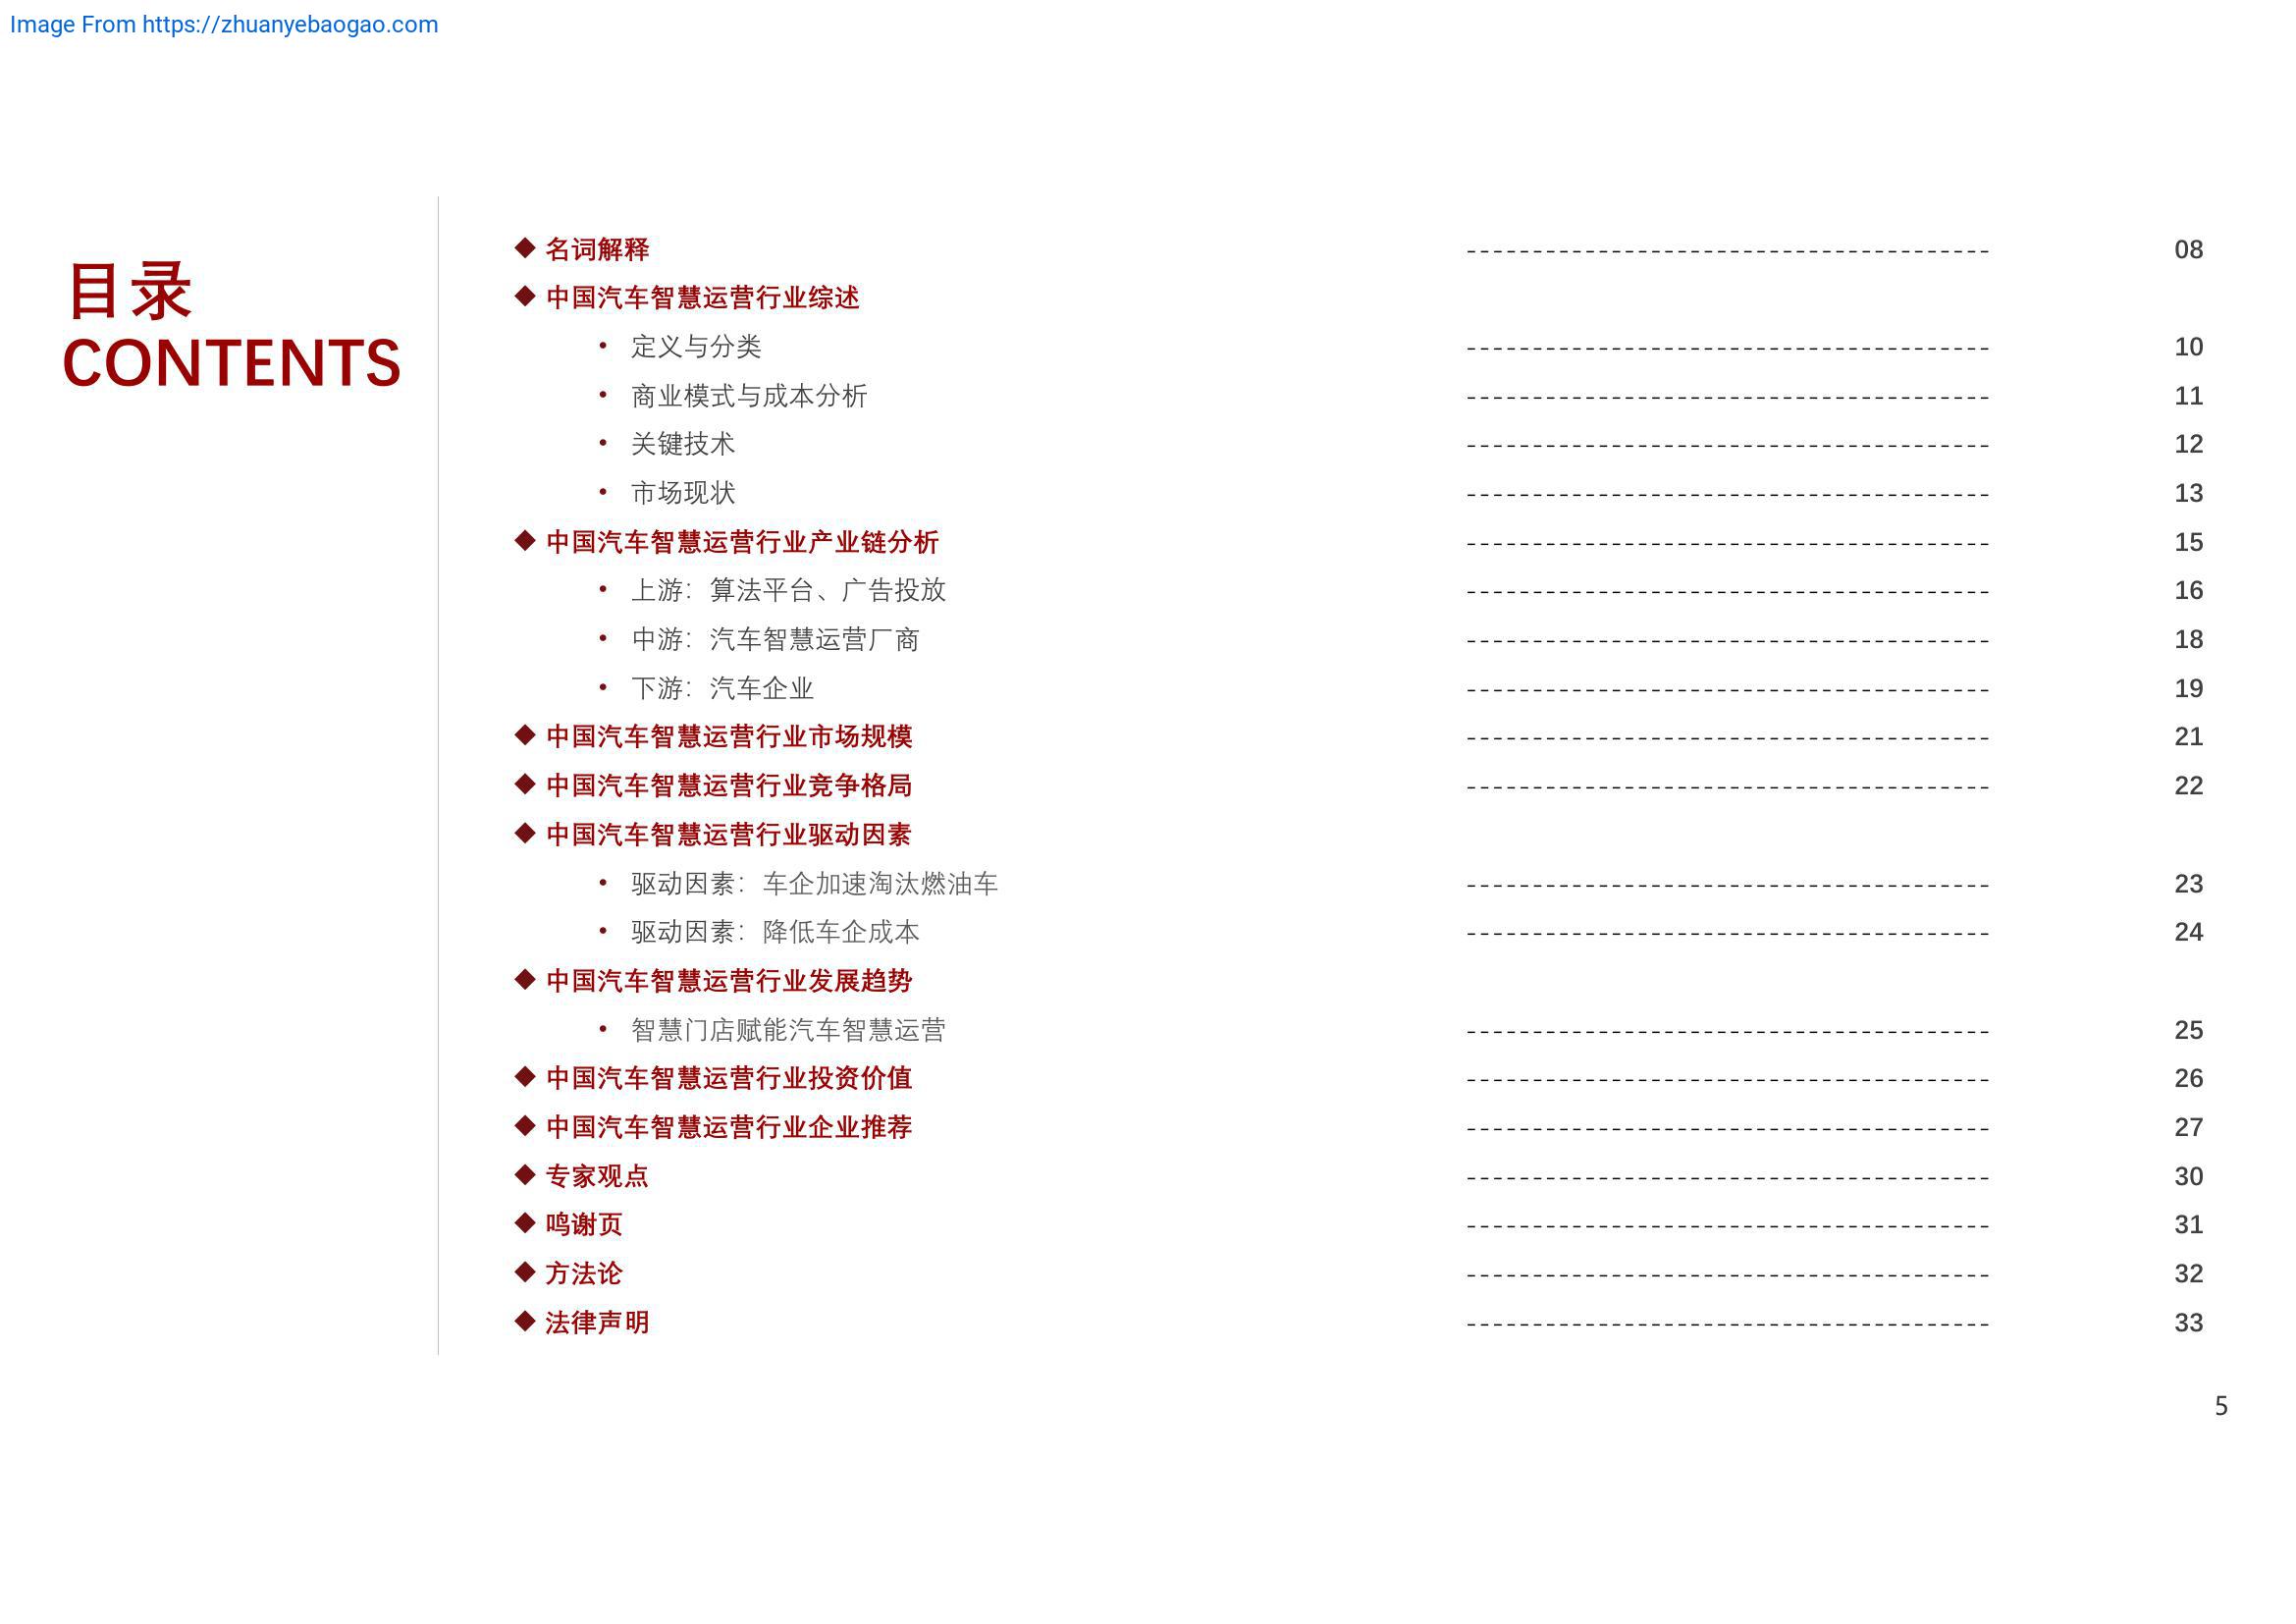 Image From https://zhuanyebaogao.com
目录
CONTENTS
◆ 名词解释 ---------------------------------------- 08
◆ 中国汽车智慧运营行业综述
• 定义与分类 ---------------------------------------- 10
• 商业模式与成本分析 ---------------------------------------- 11
• 关键技术 ---------------------------------------- 12
• 市场现状 ---------------------------------------- 13
◆ 中国汽车智慧运营行业产业链分析 ---------------------------------------- 15
• 上游：算法平台、广告投放 ---------------------------------------- 16
• 中游：汽车智慧运营厂商 ---------------------------------------- 18
• 下游：汽车企业 ---------------------------------------- 19
◆ 中国汽车智慧运营行业市场规模 ---------------------------------------- 21
◆ 中国汽车智慧运营行业竞争格局 ---------------------------------------- 22
◆ 中国汽车智慧运营行业驱动因素
• 驱动因素：车企加速淘汰燃油车 ---------------------------------------- 23
• 驱动因素：降低车企成本 ---------------------------------------- 24
◆ 中国汽车智慧运营行业发展趋势
• 智慧门店赋能汽车智慧运营 ---------------------------------------- 25
◆ 中国汽车智慧运营行业投资价值 ---------------------------------------- 26
◆ 中国汽车智慧运营行业企业推荐 ---------------------------------------- 27
◆ 专家观点 ---------------------------------------- 30
◆ 鸣谢页 ---------------------------------------- 31
◆ 方法论 ---------------------------------------- 32
◆ 法律声明 ---------------------------------------- 33
5